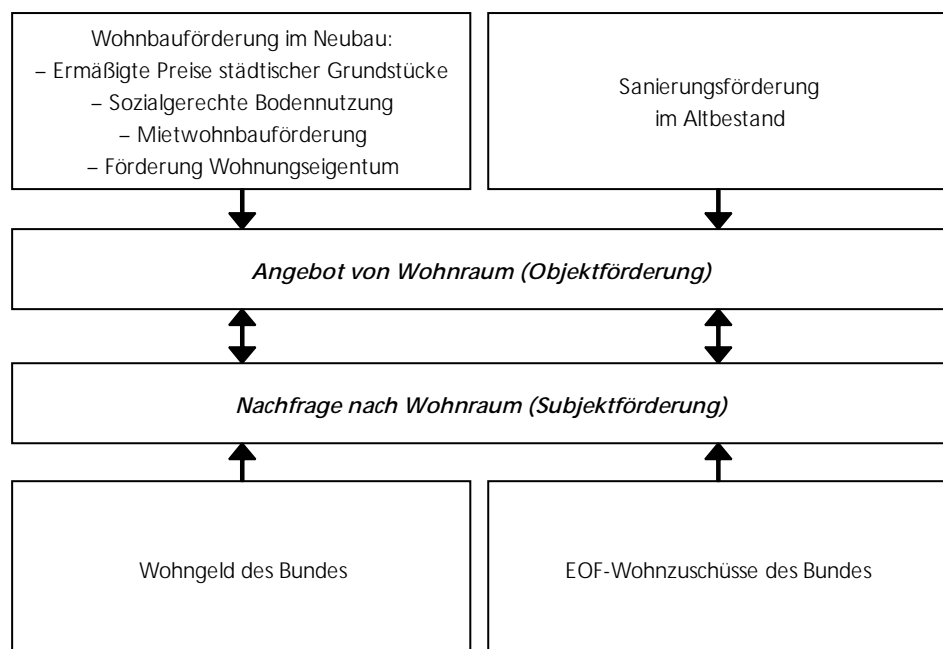 Wohnbauförderung im Neubau:
– Ermäßigte Preise städtischer Grundstücke
– Sozialgerechte Bodennutzung
– Mietwohnbauförderung
– Förderung Wohnungseigentum
Sanierungsförderung
im Altbestand
Angebot von Wohnraum (Objektförderung)
Nachfrage nach Wohnraum (Subjektförderung)
Wohngeld des Bundes
EOF-Wohnzuschüsse des Bundes